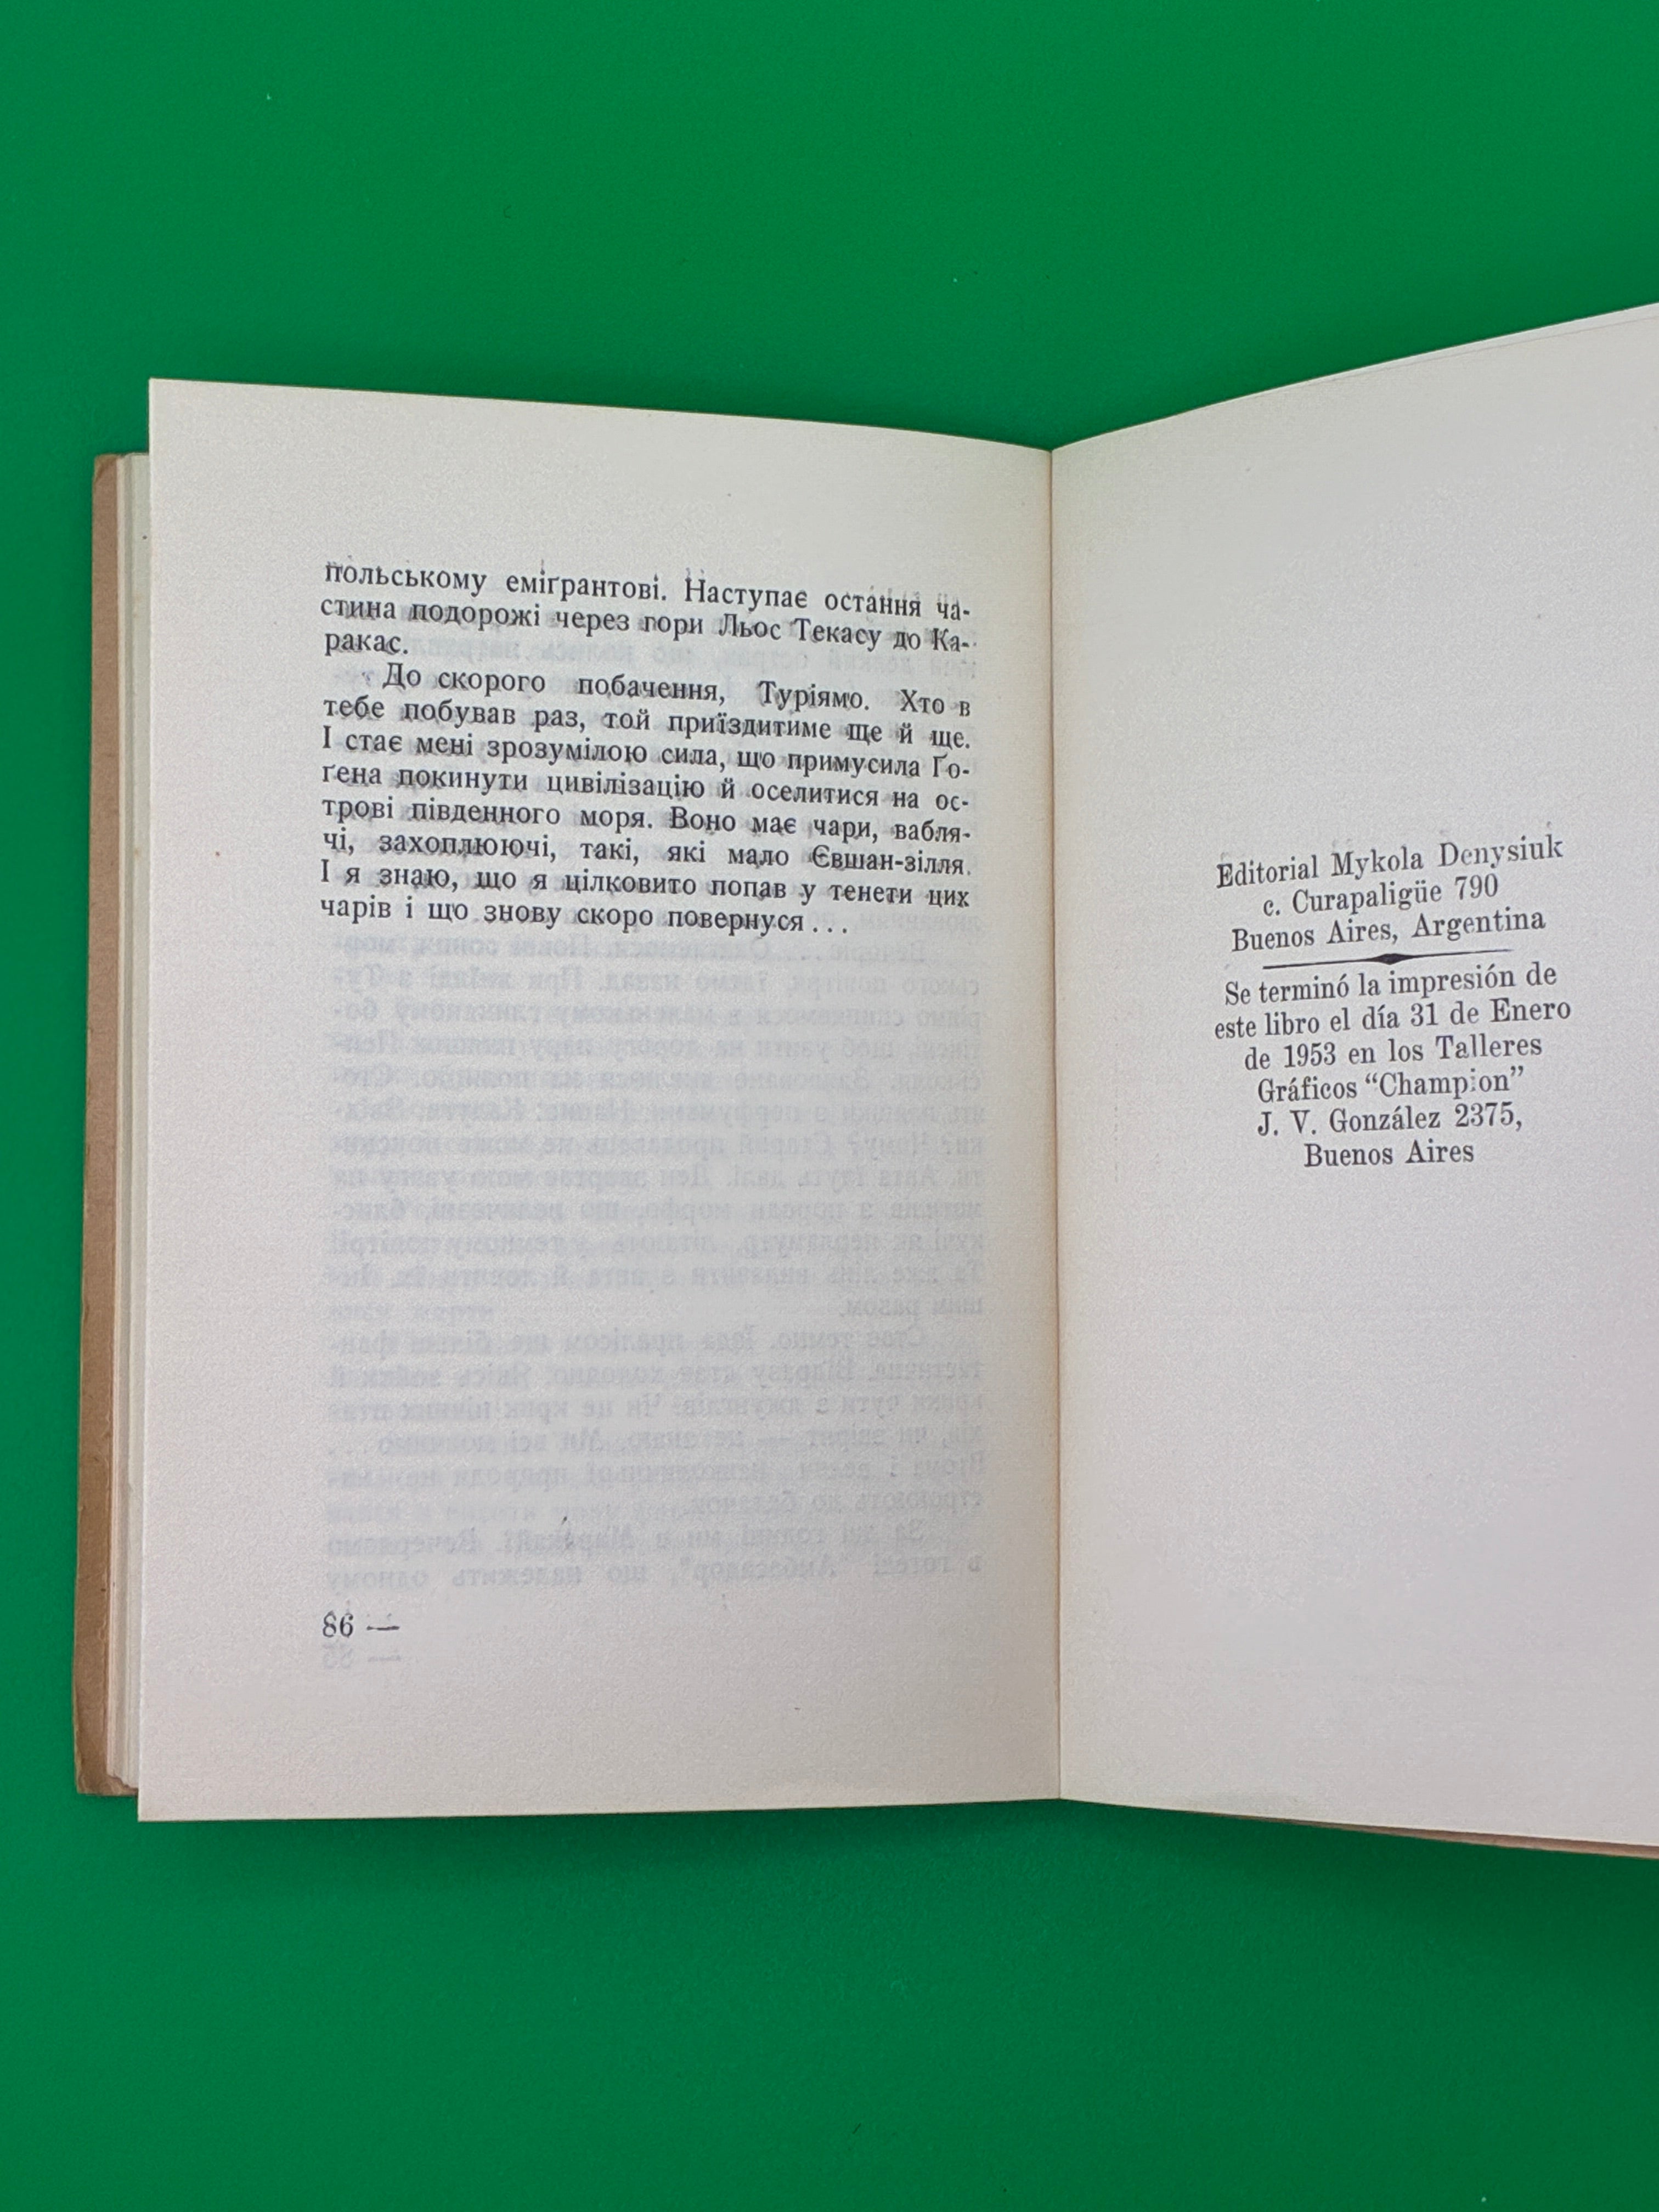 польському еміґрантові. Наступає остання ча-
стина подорожі через гори Льос Текасу до Ка-
ракас.
До скорого побачення, Туріямо. Хто в
тебе побував раз, той приїздитиме ще й ще.
І стає мені зрозумілою сила, що примусила Ґо-
ґена покинути цивілізацію й оселитися на ос-
трові південного моря. Воно має чари, вабля-
чі, захоплюючі, такі, які мало Євшан-зілля.
І я знаю, що я цілковито попав у тенети цих
чарів і що знову скоро повернуся...
86 —
Editorial Mykola Denysiuk
c. Curapaligüe 790
Buenos Aires, Argentina
Se terminó la impresión de
este libro el día 31 de Enero
de 1953 en los Talleres
Gráficos “Champion”
J. V. González 2375,
Buenos Aires